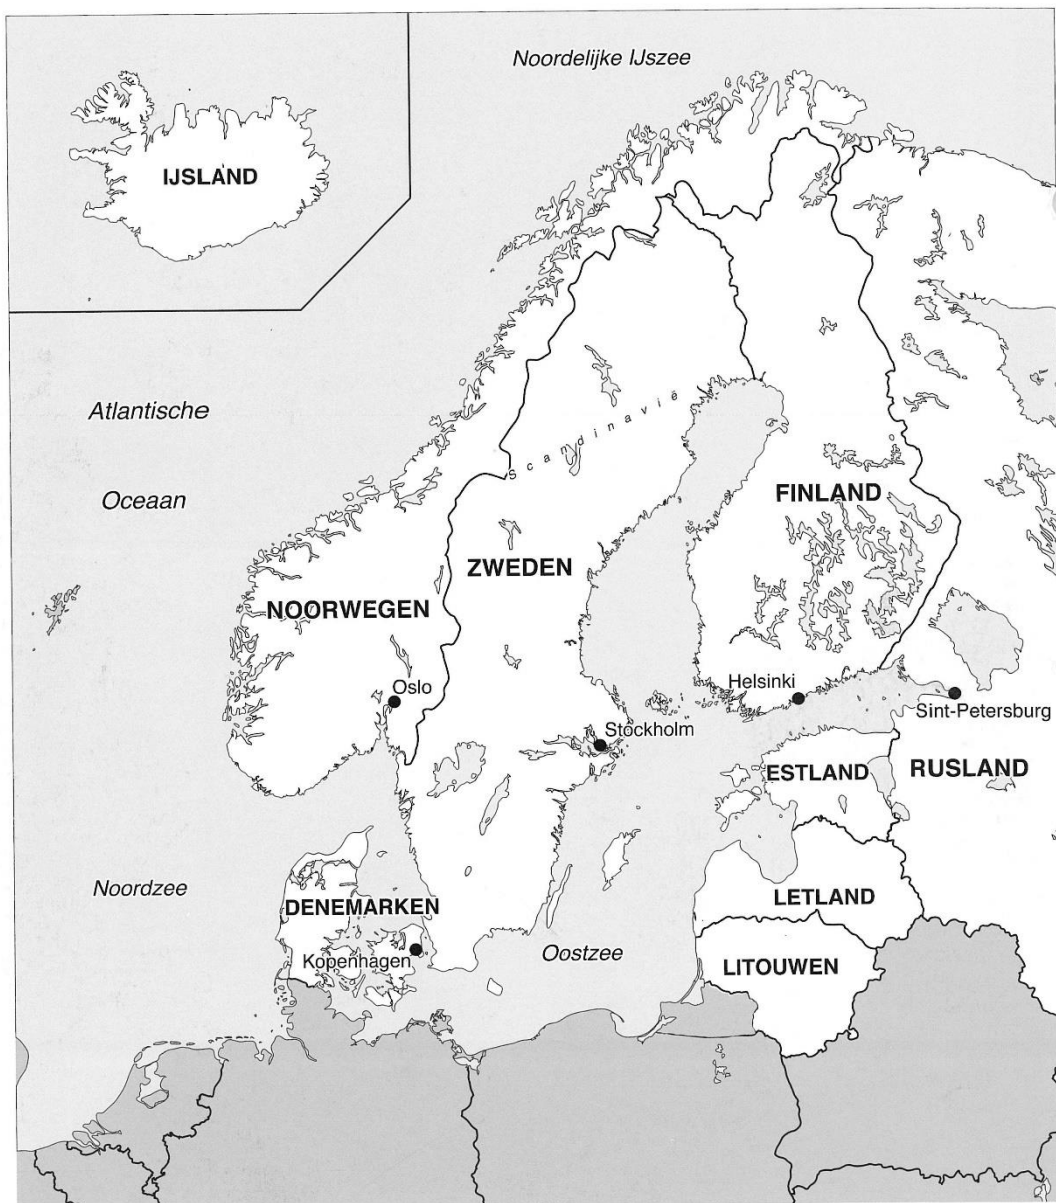 Noordelijke IJszee
IJSLAND
Atlantische
Oceaan
Scandinavië
FINLAND
ZWEDEN
NOORWEGEN
Helsinki
Oslo
Sint-Petersburg
Stockholm
ESTLAND
RUSLAND
Noordzee
DENEMARKEN
LETLAND
Kopenhagen
Oostzee
LITOUWEN